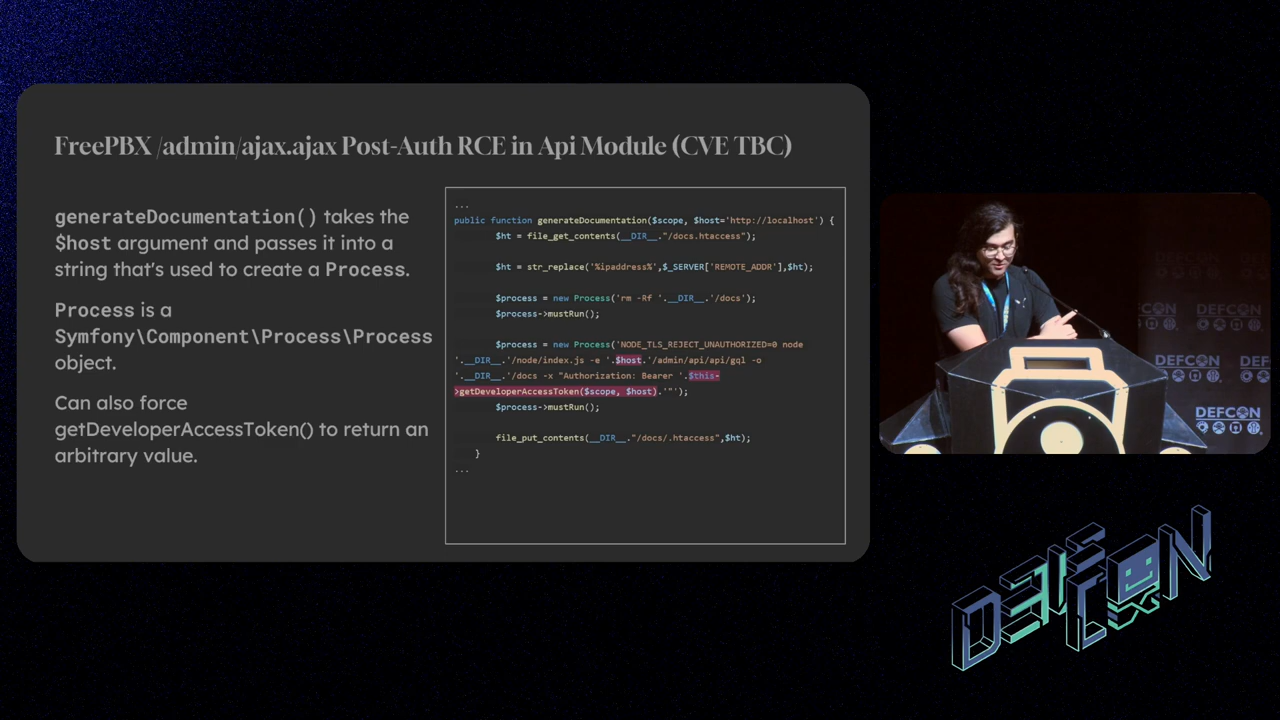 FreePBX /admin/ajax.ajax Post-Auth RCE in Api Module (CVE TBC)
generateDocumentation() takes the
$host argument and passes it into a
string that's used to create a Process.
Process is a
Symfony\Component\Process\Process
object.
Can also force
getDeveloperAccessToken() to return an
arbitrary value.
...
public function generateDocumentation($scope, $host='http://localhost') {
$ht = file_get_contents(__DIR__."/docs.htaccess");
$ht = str_replace('%ipaddress%',$_SERVER['REMOTE_ADDR'],$ht);
$process = new Process('rm -Rf '.__DIR__.'/docs');
$process->mustRun();
$process = new Process('NODE_TLS_REJECT_UNAUTHORIZED=0 node
'.__DIR__.'/node/index.js -e '.$host.'/admin/api/api/gql -o
'.__DIR__.'/docs -x "Authorization: Bearer '.$this-
>getDeveloperAccessToken($scope, $host).'"');
$process->mustRun();
file_put_contents(__DIR__."/docs/.htaccess",$ht);
}
...
DEFCON
DEFCON
DEFCON
DEFCON